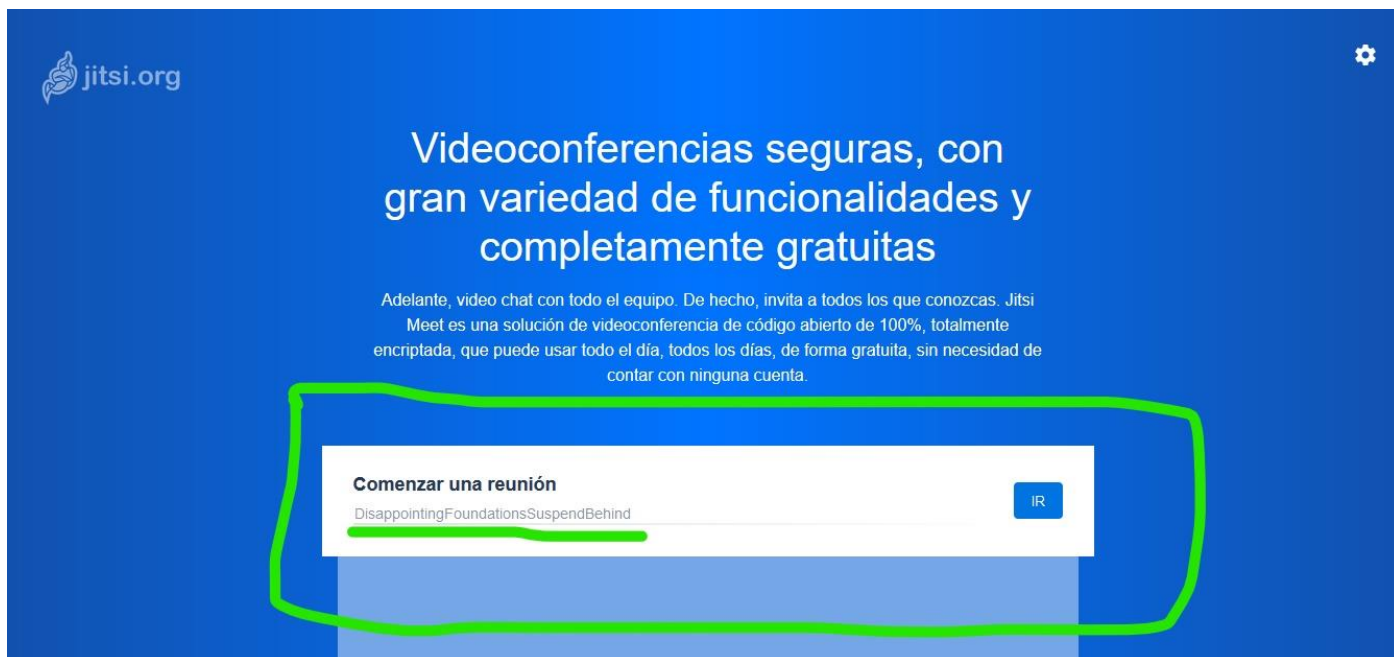 jitsi.org
Videoconferencias seguras, con
gran variedad de funcionalidades y
completamente gratuitas
Adelante, video chat con todo el equipo. De hecho, invita a todos los que conozcas. Jitsi
Meet es una solución de videoconferencia de código abierto de 100%, totalmente
encriptada, que puede usar todo el día, todos los días, de forma gratuita, sin necesidad de
contar con ninguna cuenta.
Comenzar una reunión
DisappointingFoundationsSuspendBehind
IR